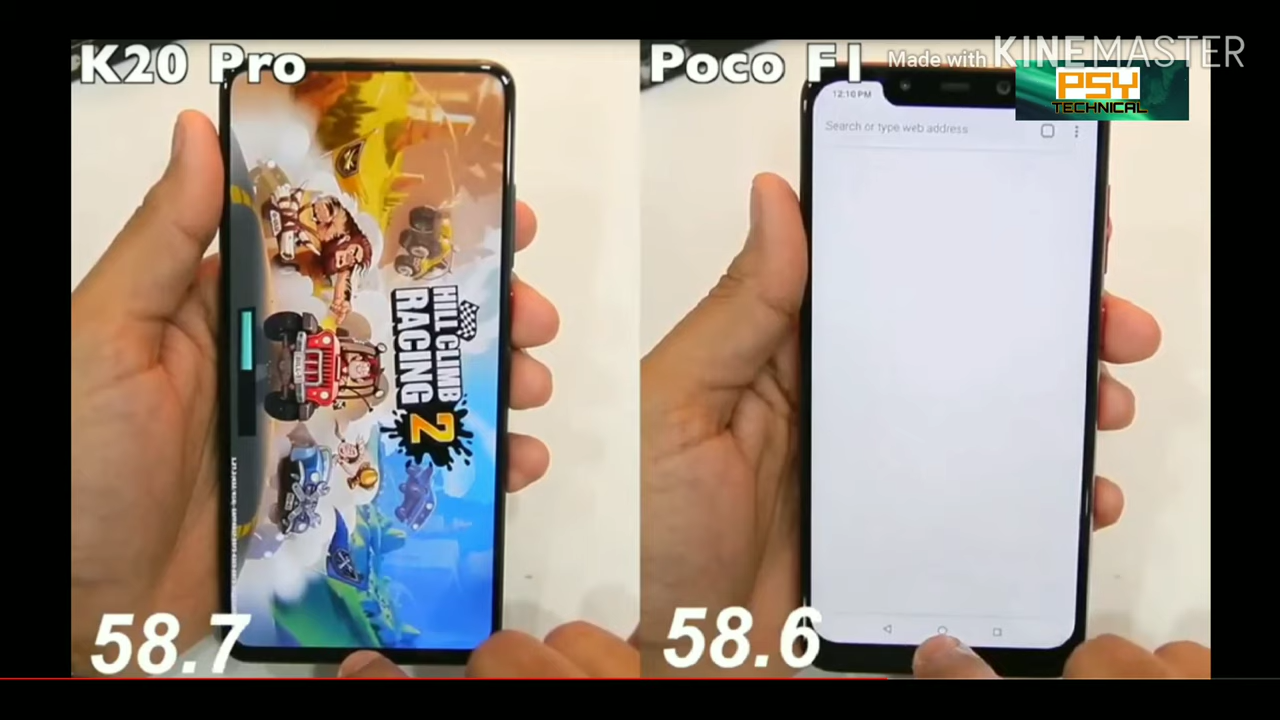 K20 Pro
Poco F1
Made with KINEMASTER
PSY
TECHNICAL
12:10 PM
Search or type web address
HILL CLIMB
RACING
2
58.7
58.6